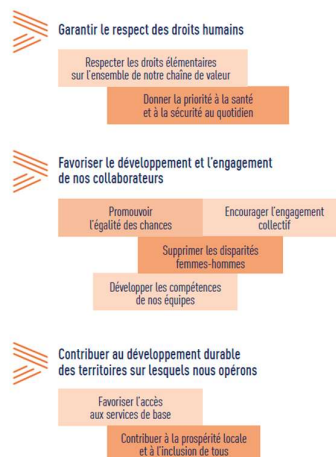 Garantir le respect des droits humains
Respecter les droits élémentaires
sur l'ensemble de notre chaîne de valeur
Donner la priorité à la santé
et à la sécurité au quotidien
Favoriser le développement et l'engagement
de nos collaborateurs
Promouvoir
l'égalité des chances
Encourager l'engagement
collectif
Supprimer les disparités
femmes-hommes
Développer les compétences
de nos équipes
Contribuer au développement durable
des territoires sur lesquels nous opérons
Favoriser l'accès
aux services de base
Contribuer à la prospérité locale
et à l'inclusion de tous